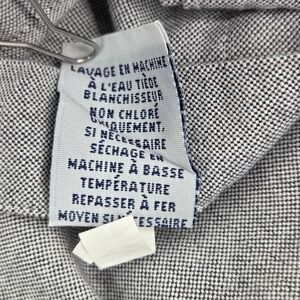 LAVAGE EN MACHINE
À L'EAU TIÈDE
BLANCHISSEUR
NON CHLORÉ
UNIQUEMENT,
SI NÉCESSAIRE
SÉCHAGE EN
MACHINE À BASSE
TEMPÉRATURE
REPASSER À FER
MOYEN SI NÉCESSAIRE